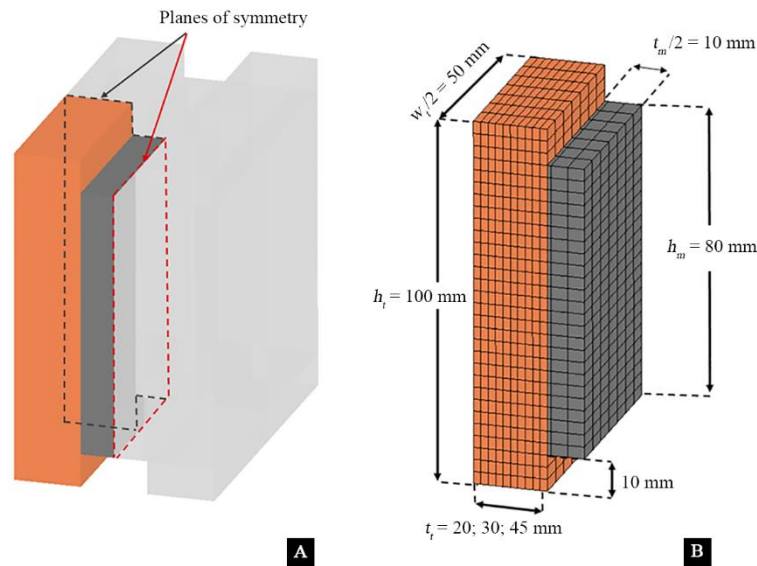 Planes of symmetry
A
w_t/2 = 50 mm
t_m/2 = 10 mm
h_t = 100 mm
h_m = 80 mm
10 mm
t_t = 20; 30; 45 mm
B